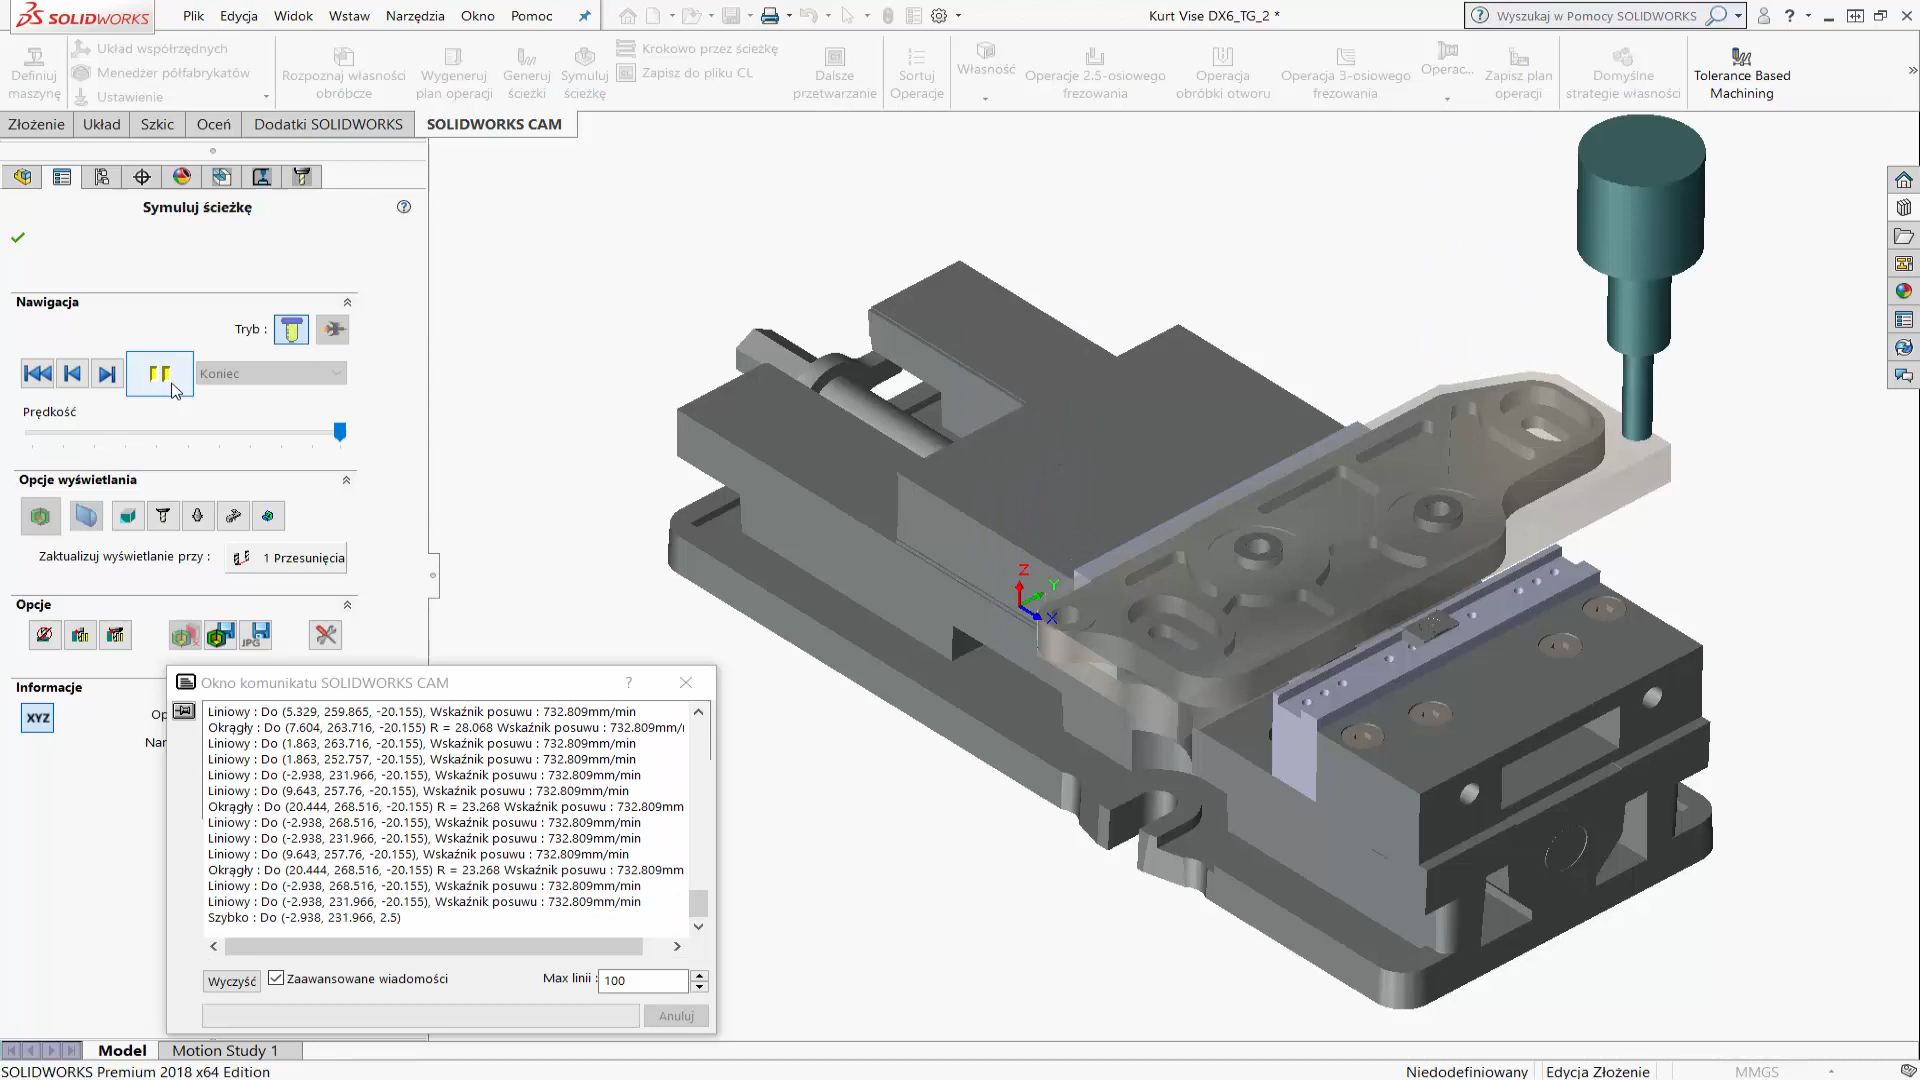 SOLIDWORKS
Plik Edycja Widok Wstaw Narzędzia Okno Pomoc
Kurt Vise DX6_TG_2 *
Wyszukaj w Pomocy SOLIDWORKS
Definiuj maszynę
Układ współrzędnych
Menedżer półfabrykatów
Ustawienie
Rozpoznaj własności obróbcze
Wygeneruj plan operacji
Generuj ścieżki
Symuluj ścieżkę
Krokowo przez ścieżkę
Zapisz do pliku CL
Dalsze przetwarzanie
Sortuj Operacje
Własność
Operacje 2.5-osiowego frezowania
Operacja obróbki otworu
Operacja 3-osiowego frezowania
Operac...
Zapisz plan operacji
Domyślne strategie własności
Tolerance Based Machining
Złożenie Układ Szkic Oceń Dodatki SOLIDWORKS SOLIDWORKS CAM
Symuluj ścieżkę
Nawigacja
Tryb :
Koniec
Prędkość
Opcje wyświetlania
Zaktualizuj wyświetlanie przy : 1 Przesunięcia
Opcje
JPG
Informacje
XYZ
Op
Nar
Z
Y
X
Okno komunikatu SOLIDWORKS CAM
Liniowy : Do (5.329, 259.865, -20.155), Wskaźnik posuwu : 732.809mm/min
Okrągły : Do (7.604, 263.716, -20.155) R = 28.068 Wskaźnik posuwu : 732.809mm/
Liniowy : Do (1.863, 263.716, -20.155), Wskaźnik posuwu : 732.809mm/min
Liniowy : Do (1.863, 252.757, -20.155), Wskaźnik posuwu : 732.809mm/min
Liniowy : Do (-2.938, 231.966, -20.155), Wskaźnik posuwu : 732.809mm/min
Liniowy : Do (9.643, 257.76, -20.155), Wskaźnik posuwu : 732.809mm/min
Okrągły : Do (20.444, 268.516, -20.155) R = 23.268 Wskaźnik posuwu : 732.809mm
Liniowy : Do (-2.938, 268.516, -20.155), Wskaźnik posuwu : 732.809mm/min
Liniowy : Do (-2.938, 231.966, -20.155), Wskaźnik posuwu : 732.809mm/min
Liniowy : Do (9.643, 257.76, -20.155), Wskaźnik posuwu : 732.809mm/min
Okrągły : Do (20.444, 268.516, -20.155) R = 23.268 Wskaźnik posuwu : 732.809mm
Liniowy : Do (-2.938, 268.516, -20.155), Wskaźnik posuwu : 732.809mm/min
Liniowy : Do (-2.938, 231.966, -20.155), Wskaźnik posuwu : 732.809mm/min
Szybko : Do (-2.938, 231.966, 2.5)
Wyczyść Zaawansowane wiadomości Max linii : 100
Anuluj
Model Motion Study 1
SOLIDWORKS Premium 2018 x64 Edition
Niedodefiniowany Edycja Złożenie MMGS